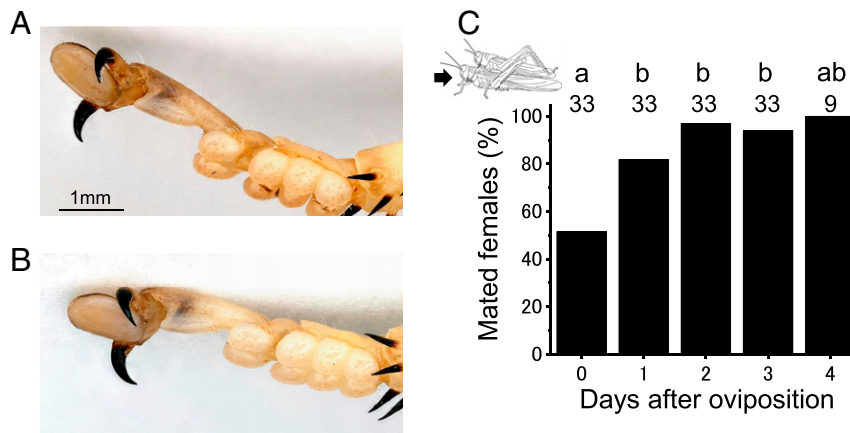 A
1mm
B
C
a b b b ab
33 33 33 33 9
Mated females (%)
100
80
60
40
20
0
0 1 2 3 4
Days after oviposition